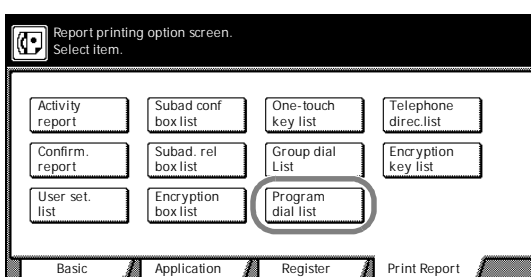 Report printing option screen.
Select item.
Activity
report
Subad conf
box list
One-touch
key list
Telephone
direc.list
Confirm.
report
Subad. rel
box list
Group dial
List
Encryption
key list
User set.
list
Encryption
box list
Program
dial list
Basic
Application
Register
Print Report